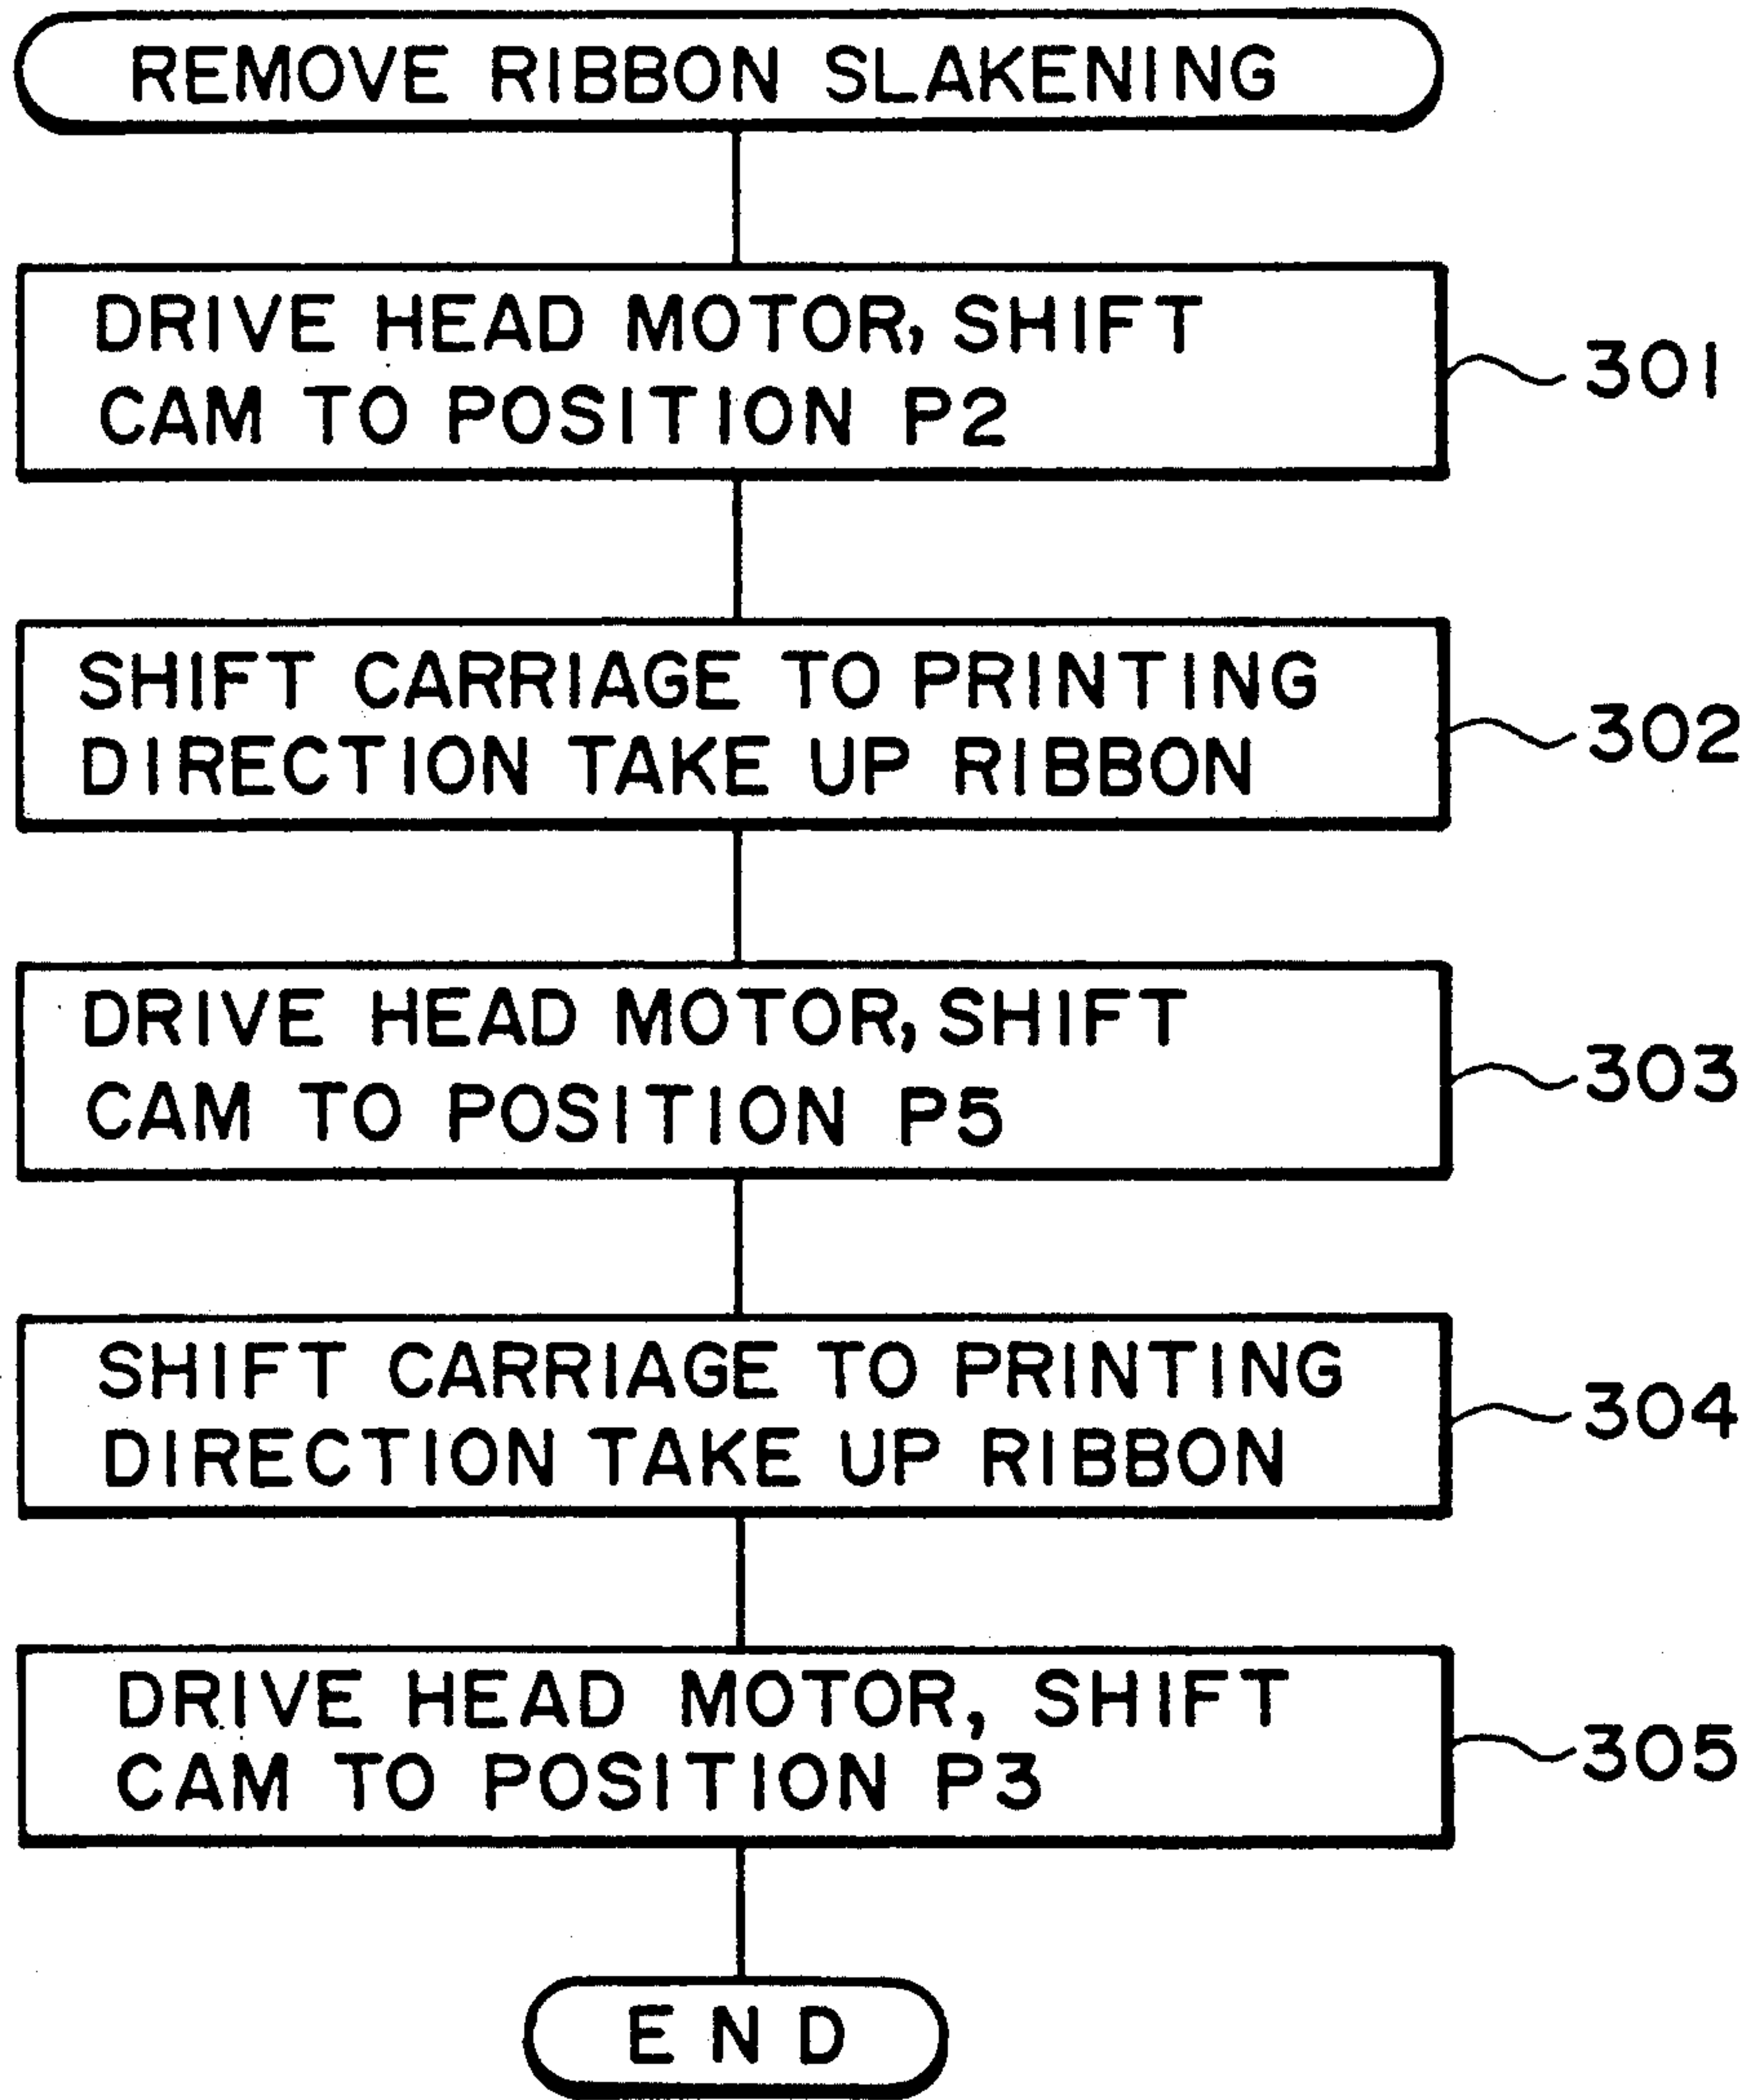 REMOVE RIBBON SLAKENING
DRIVE HEAD MOTOR, SHIFT
CAM TO POSITION P2
301
SHIFT CARRIAGE TO PRINTING
DIRECTION TAKE UP RIBBON
302
DRIVE HEAD MOTOR, SHIFT
CAM TO POSITION P5
303
SHIFT CARRIAGE TO PRINTING
DIRECTION TAKE UP RIBBON
304
DRIVE HEAD MOTOR, SHIFT
CAM TO POSITION P3
305
END